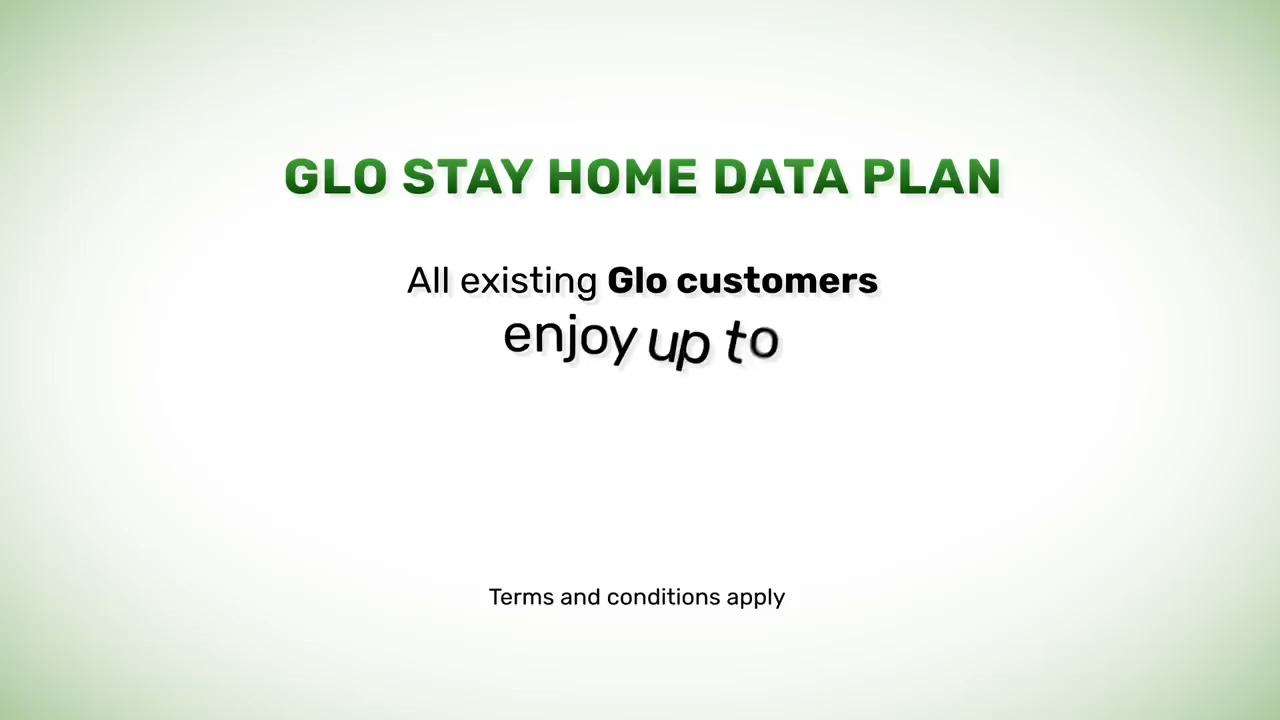 GLO STAY HOME DATA PLAN
All existing Glo customers
enjoy up to
Terms and conditions apply